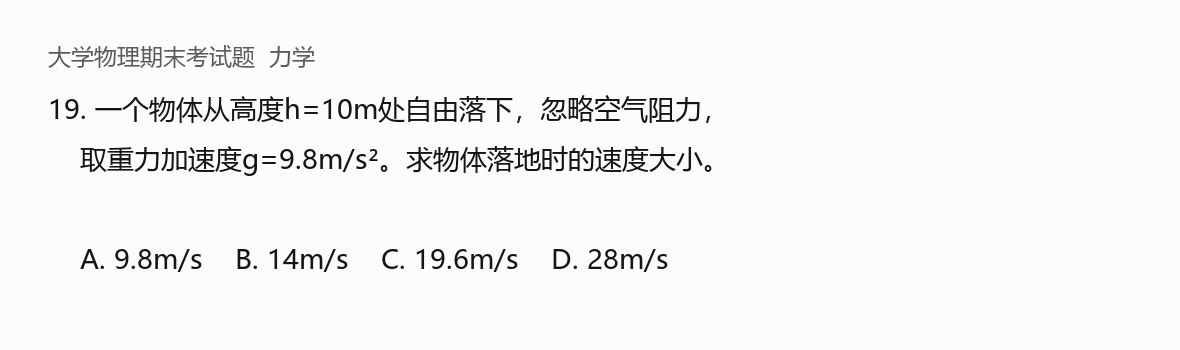 大学物理期末考试题 力学
19. 一个物体从高度h=10m处自由落下，忽略空气阻力，
取重力加速度g=9.8m/s²。求物体落地时的速度大小。
A. 9.8m/s B. 14m/s C. 19.6m/s D. 28m/s